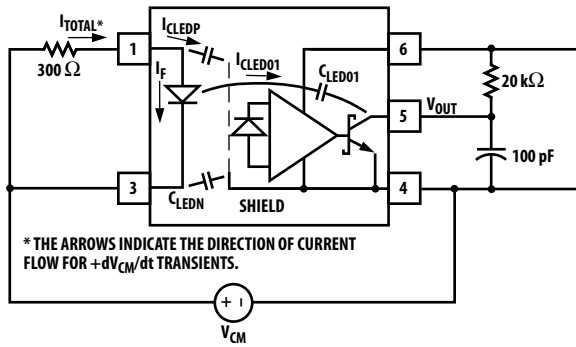 I_TOTAL*
300 Ω
1
I_CLEDP
I_F
I_CLED01
C_LED01
6
20 kΩ
5
V_OUT
100 pF
3
C_LEDN
SHIELD
4
* THE ARROWS INDICATE THE DIRECTION OF CURRENT
FLOW FOR +dV_CM/dt TRANSIENTS.
+ −
V_CM